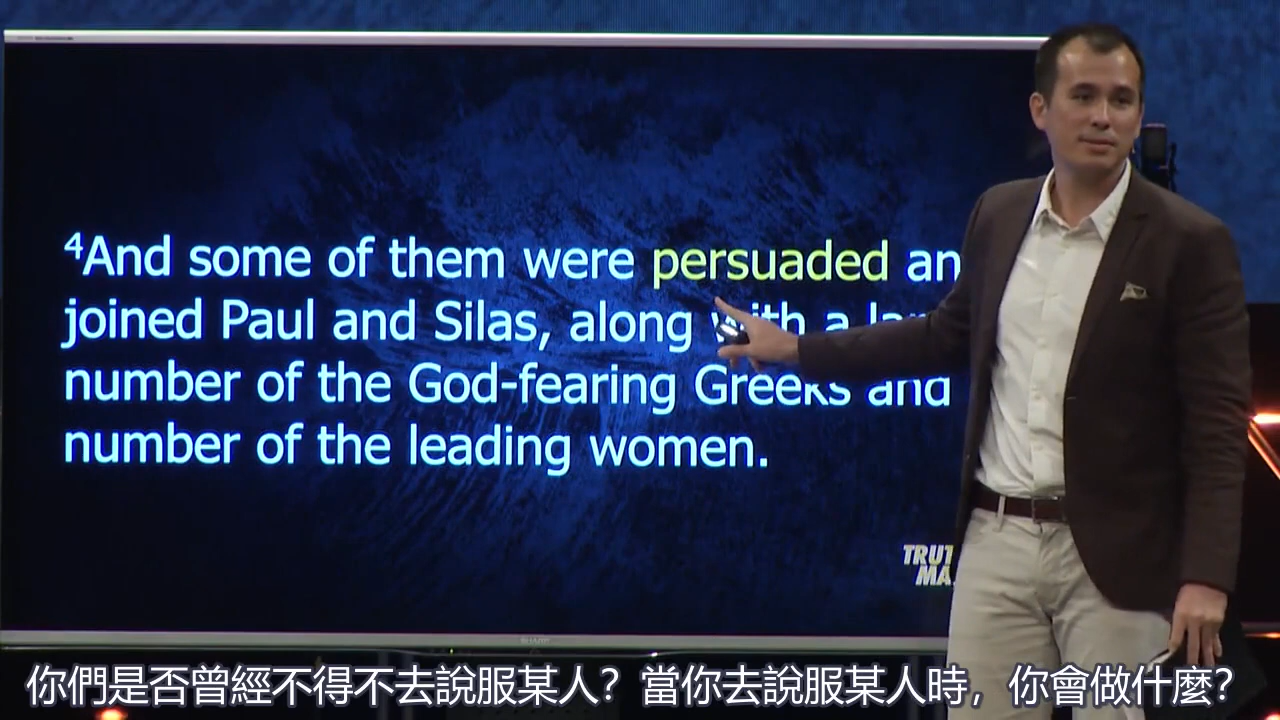 ⁴And some of them were persuaded an
joined Paul and Silas, along with a
number of the God-fearing Greeks and
number of the leading women.
SHARP
你們是否曾經不得不去說服某人？當你去說服某人時，你會做什麼？